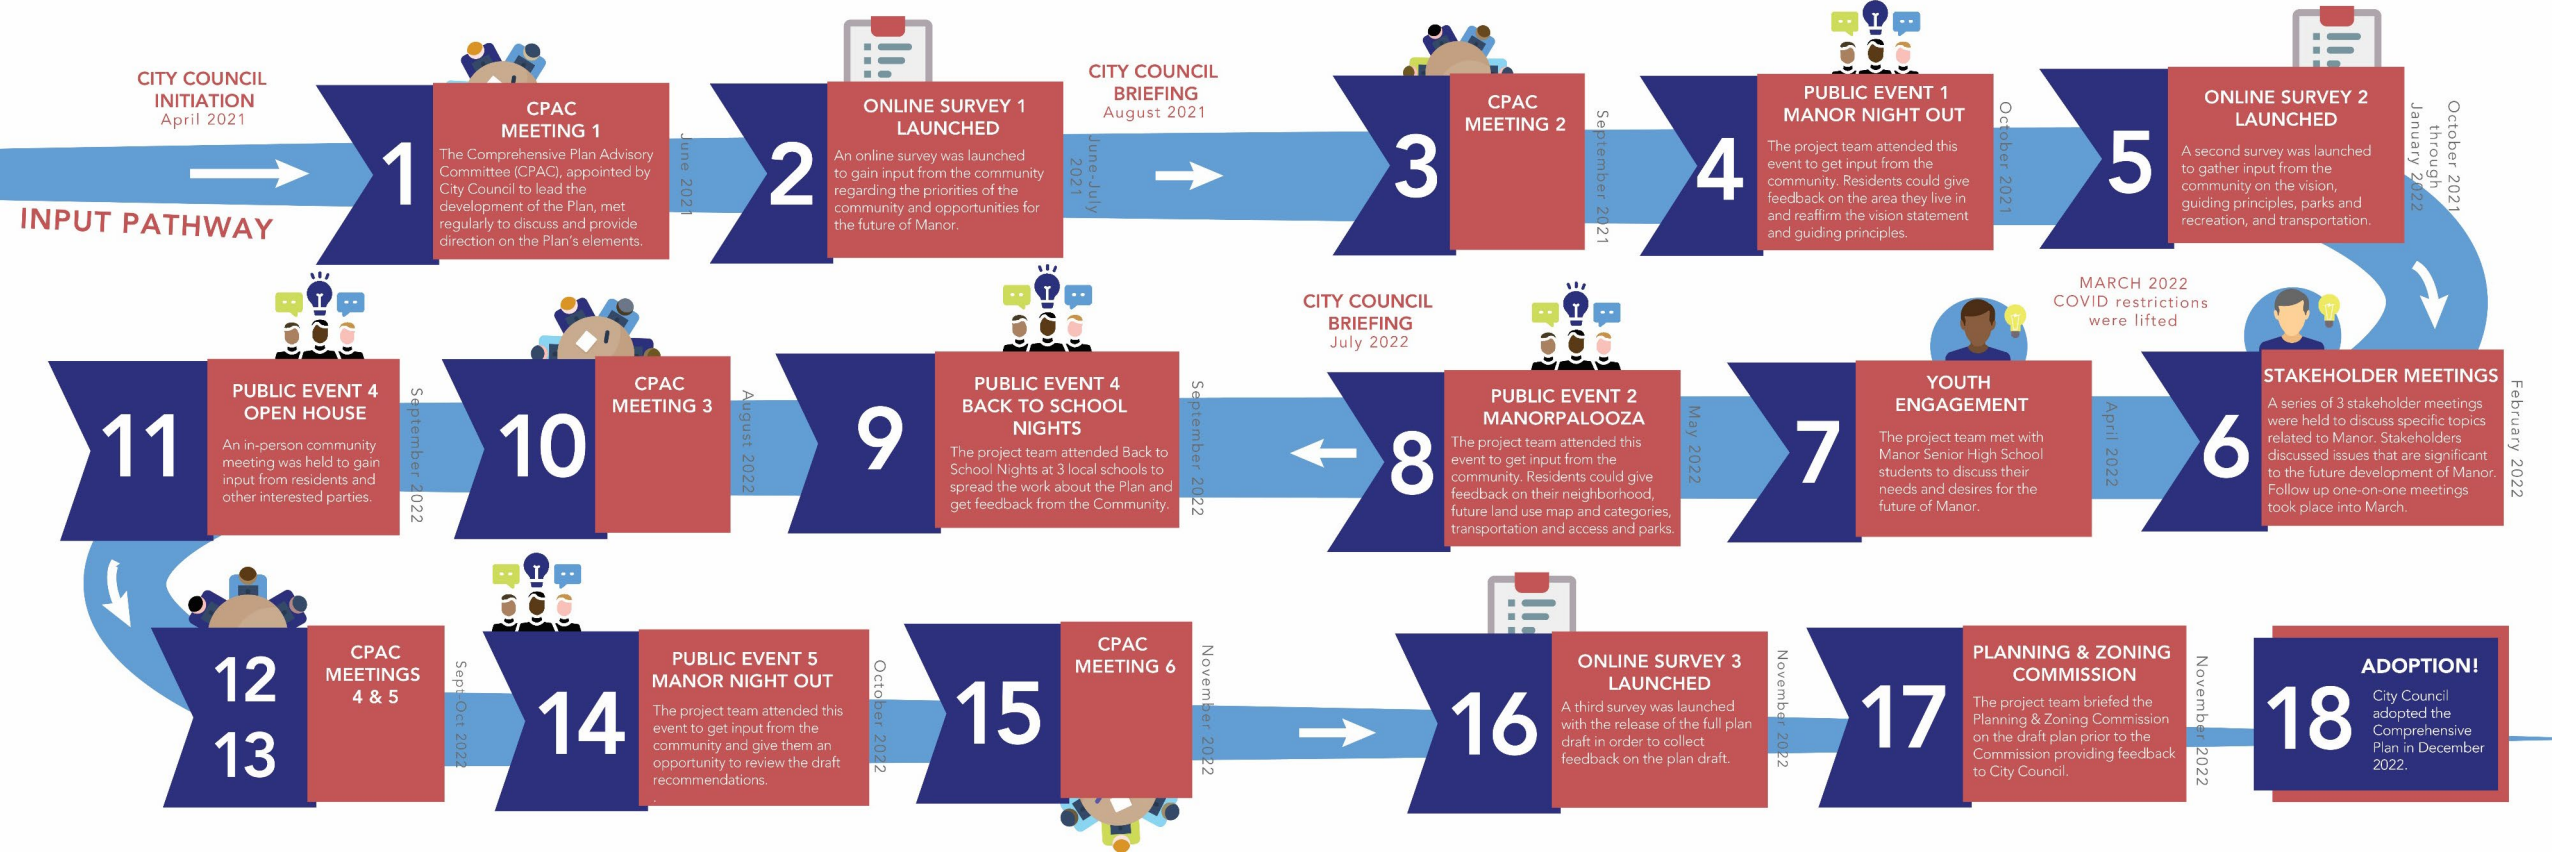 CITY COUNCIL
INITIATION
April 2021
INPUT PATHWAY
1
CPAC
MEETING 1
The Comprehensive Plan Advisory
Committee (CPAC), appointed by
City Council to lead the
development of the Plan, met
regularly to discuss and provide
direction on the Plan's elements.
June 2021
2
ONLINE SURVEY 1
LAUNCHED
An online survey was launched
to gain input from the community
regarding the priorities of the
community and opportunities for
the future of Manor.
June-July
2021
CITY COUNCIL
BRIEFING
August 2021
3
CPAC
MEETING 2
September 2021
4
PUBLIC EVENT 1
MANOR NIGHT OUT
The project team attended this
event to get input from the
community. Residents could give
feedback on the area they live in
and reaffirm the vision statement
and guiding principles.
October 2021
5
ONLINE SURVEY 2
LAUNCHED
A second survey was launched
to gather input from the
community on the vision,
guiding principles, parks and
recreation, and transportation.
October 2021
through
January 2022
6
STAKEHOLDER MEETINGS
A series of 3 stakeholder meetings
were held to discuss specific topics
related to Manor. Stakeholders
discussed issues that are significant
to the future development of Manor.
Follow up one-on-one meetings
took place into March.
February 2022
MARCH 2022
COVID restrictions
were lifted
7
YOUTH
ENGAGEMENT
The project team met with
Manor Senior High School
students to discuss their
needs and desires for the
future of Manor.
April 2022
8
PUBLIC EVENT 2
MANORPALOOZA
The project team attended this
event to get input from the
community. Residents could give
feedback on their neighborhood,
future land use map and categories,
transportation and access and parks.
May 2022
CITY COUNCIL
BRIEFING
July 2022
9
PUBLIC EVENT 4
BACK TO SCHOOL
NIGHTS
The project team attended Back to
School Nights at 3 local schools to
spread the work about the Plan and
get feedback from the Community.
September 2022
10
CPAC
MEETING 3
August 2022
11
PUBLIC EVENT 4
OPEN HOUSE
An in-person community
meeting was held to gain
input from residents and
other interested parties.
September 2022
12
13
CPAC
MEETINGS
4 & 5
Sept-Oct 2022
14
PUBLIC EVENT 5
MANOR NIGHT OUT
The project team attended this
event to get input from the
community and give them an
opportunity to review the draft
recommendations.
.
October 2022
15
CPAC
MEETING 6
November 2022
16
ONLINE SURVEY 3
LAUNCHED
A third survey was launched
with the release of the full plan
draft in order to collect
feedback on the plan draft.
November 2022
17
PLANNING & ZONING
COMMISSION
The project team briefed the
Planning & Zoning Commission
on the draft plan prior to the
Commission providing feedback
to City Council.
November 2022
18
ADOPTION!
City Council
adopted the
Comprehensive
Plan in December
2022.